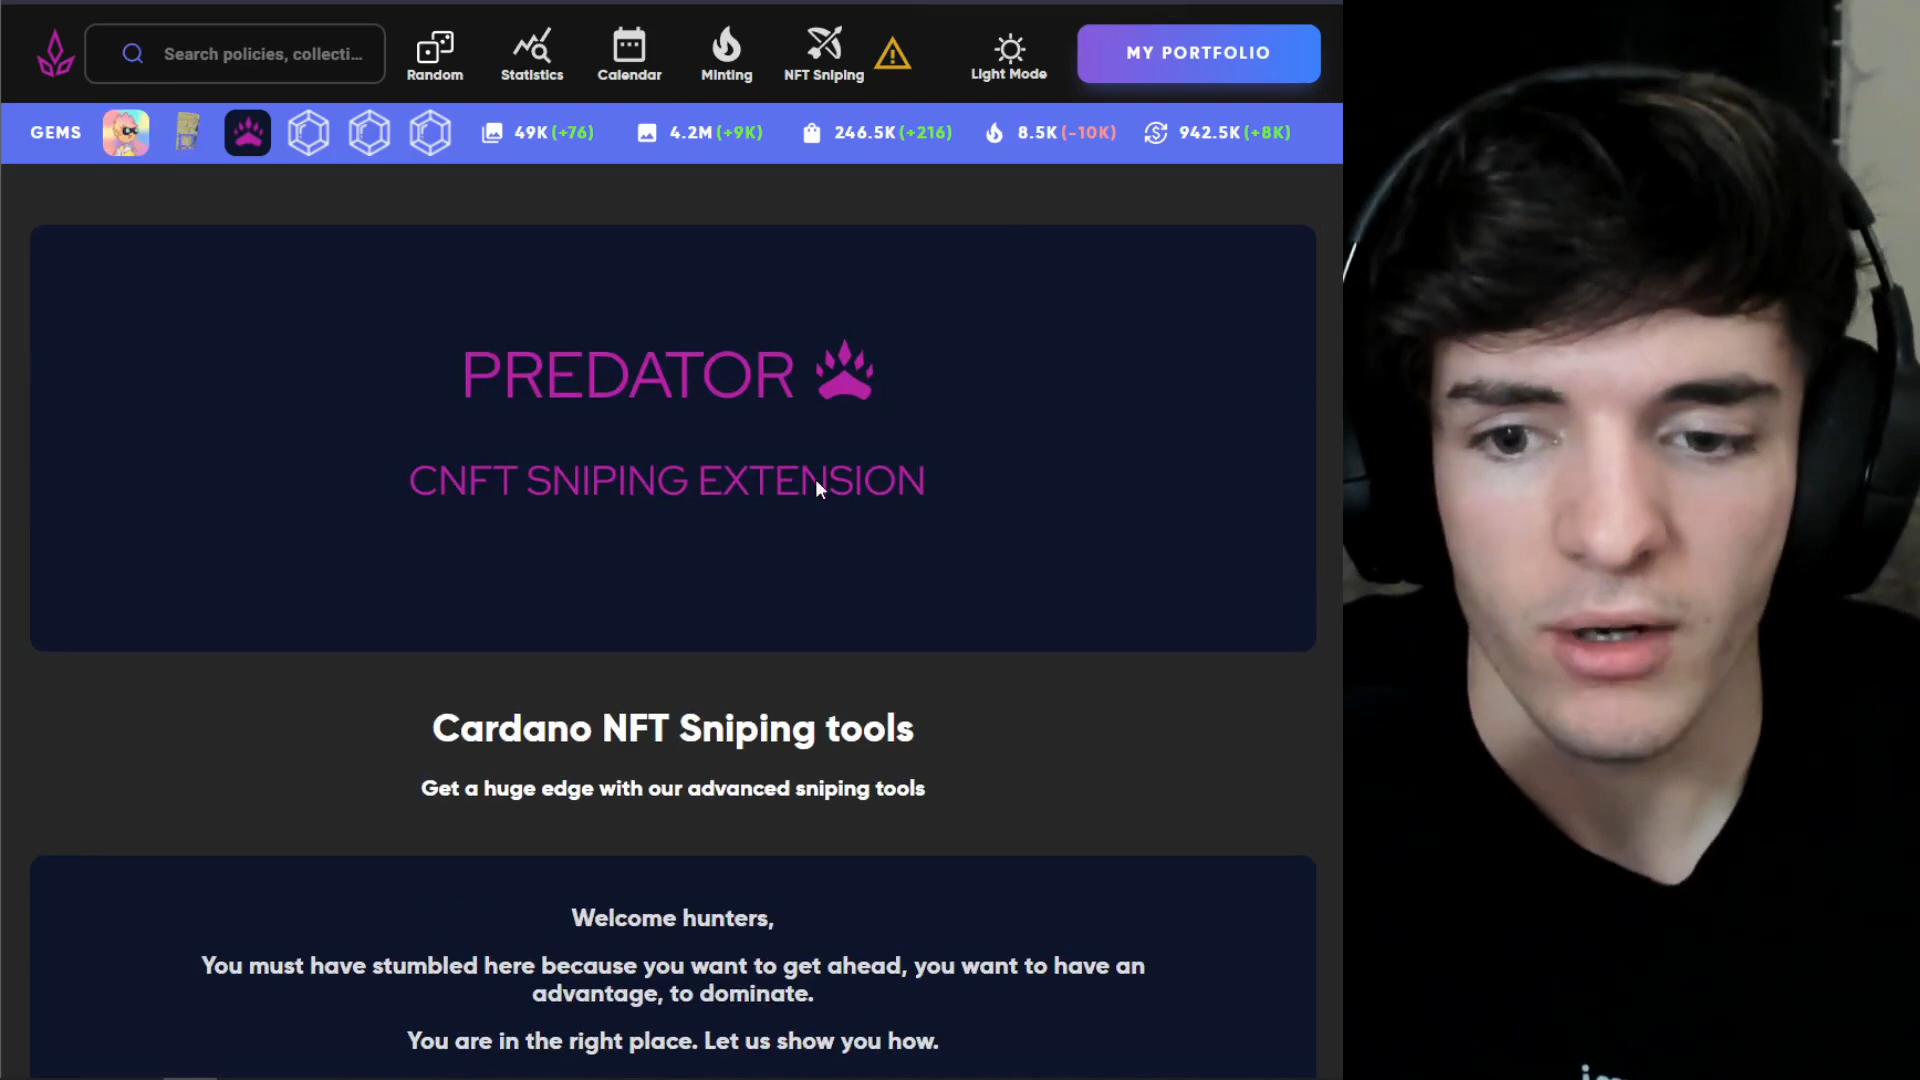 Search policies, collecti...
Random
Statistics
Calendar
Minting
NFT Sniping
Light Mode
MY PORTFOLIO
GEMS
49K (+76)
4.2M (+9K)
246.5K (+216)
8.5K (-10K)
942.5K (+8K)
PREDATOR
CNFT SNIPING EXTENSION
Cardano NFT Sniping tools
Get a huge edge with our advanced sniping tools
Welcome hunters,
You must have stumbled here because you want to get ahead, you want to have an
advantage, to dominate.
You are in the right place. Let us show you how.